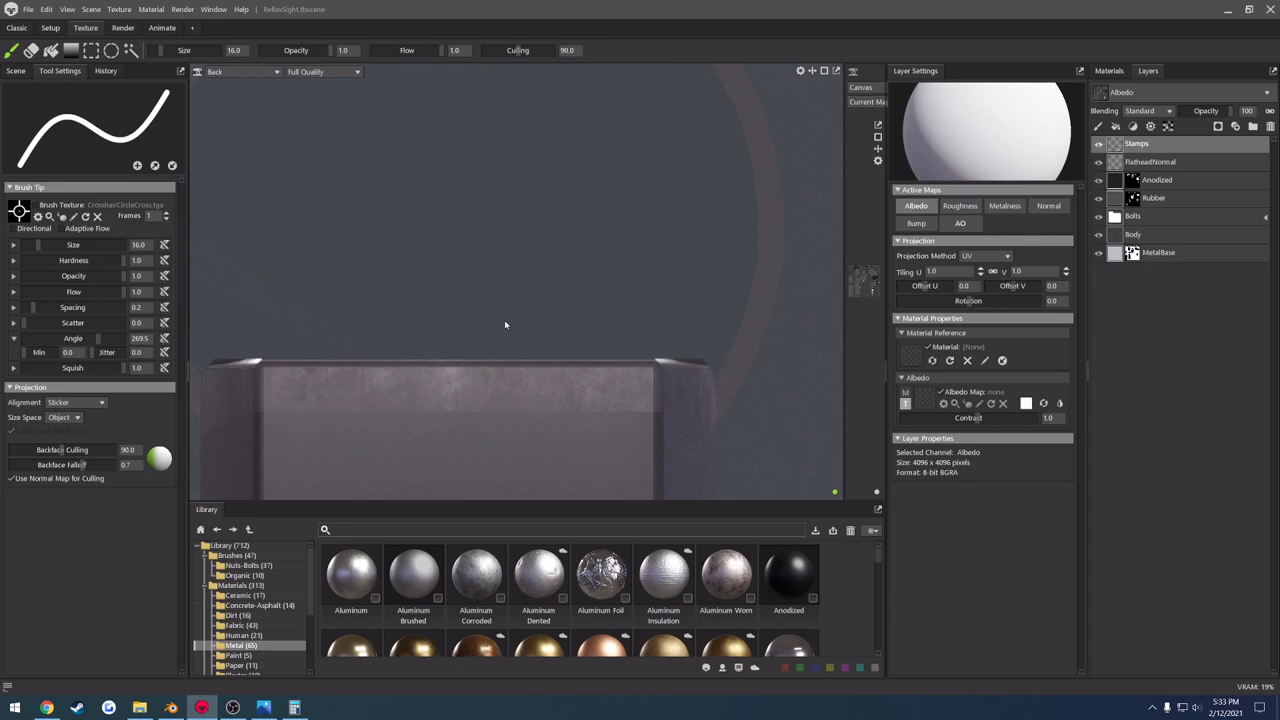 File Edit View Scene Texture Material Render Window Help ReflexSight.tbscene
Classic Setup Texture Render Animate +
Size 16.0 Opacity 1.0 Flow 1.0 Culling 90.0
Scene Tool Settings History
Back Full Quality
Canvas
Layer Settings
Materials Layers
Albedo
Blending Standard Opacity 100
Stamps
FlatheadNormal
Anodized
Rubber
Bolts
Body
MetalBase
Brush Tip
Brush Texture: CrosshairCircleCross.tga
Frames 1
Directional Adaptive Flow
Size 16.0
Hardness 1.0
Opacity 1.0
Flow 1.0
Spacing 0.2
Scatter 0.0
Angle 269.5
Min 0.0 Jitter 0.0
Squish 1.0
Projection
Alignment Sticker
Size Space Object
Backface Culling 90.0
Backface Falloff 0.7
Use Normal Map for Culling
Active Maps
Albedo Roughness Metalness Normal
Bump AO
Projection
Projection Method UV
Tiling U 1.0 V 1.0
Offset U 0.0 Offset V 0.0
Rotation 0.0
Material Properties
Material Reference
Material: (None)
Albedo
M Albedo Map: none
T
Contrast 1.0
Layer Properties
Selected Channel: Albedo
Size: 4096 x 4096 pixels
Format: 8-bit BGRA
Library
Library (712)
Brushes (47)
Nuts-Bolts (37)
Organic (10)
Materials (313)
Ceramic (17)
Concrete-Asphalt (14)
Dirt (16)
Fabric (43)
Human (21)
Metal (65)
Paint (5)
Paper (11)
Aluminum
Aluminum Brushed
Aluminum Corroded
Aluminum Dented
Aluminum Foil
Aluminum Insulation
Aluminum Worn
Anodized
VRAM: 19%
5:33 PM
2/12/2021